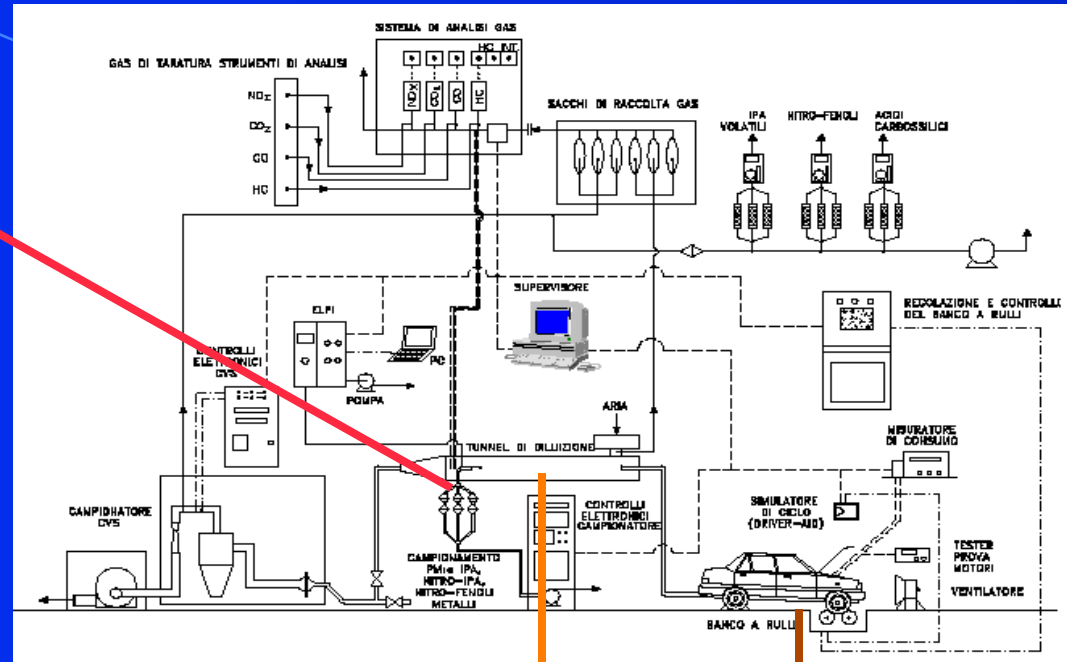 SISTEMA DI ANALISI GAS
HC INT.
GAS DI TARATURA STRUMENTI DI ANALISI
NOX
CO2
CO
HC
NOX
CO2
CO
HC
SACCHI DI RACCOLTA GAS
IPA
VOLATILI
NITRO-FENOLI
ACIDI
CARBOSSILICI
SUPERVISORE
ELPI
PC
POMPA
CONTROLLI
ELETTRONICI
CVS
REGOLAZIONE E CONTROLLO
DEL BANCO A RULLI
ARIA
TUNNEL DI DILUIZIONE
MISURATORE
DI CONSUMO
CAMPIONATORE
CVS
CONTROLLI
ELETTRONICI
CAMPIONATORE
SIMULATORE
DI CICLO
(DRIVER-AID)
CAMPIONAMENTO
PM10 IPA,
NITRO-IPA,
NITRO-FENOLI
METALLI
TESTER
PROVA
MOTORI
VENTILATORE
BANCO A RULLI